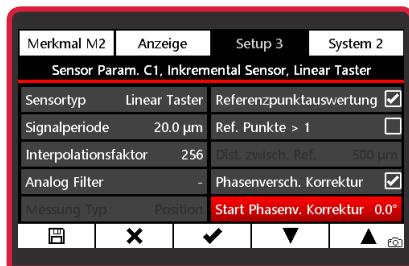 Merkmal M2 Anzeige Setup 3 System 2
Sensor Param. C1, Inkremental Sensor, Linear Taster
Sensortyp Linear Taster
Signalperiode 20.0 µm
Interpolationsfaktor 256
Analog Filter -
Messung Typ Position
Referenzpunktauswertung
Ref. Punkte > 1
Dist. zwisch. Ref. 500 µm
Phasenversch. Korrektur
Start Phasenv. Korrektur 0.0°